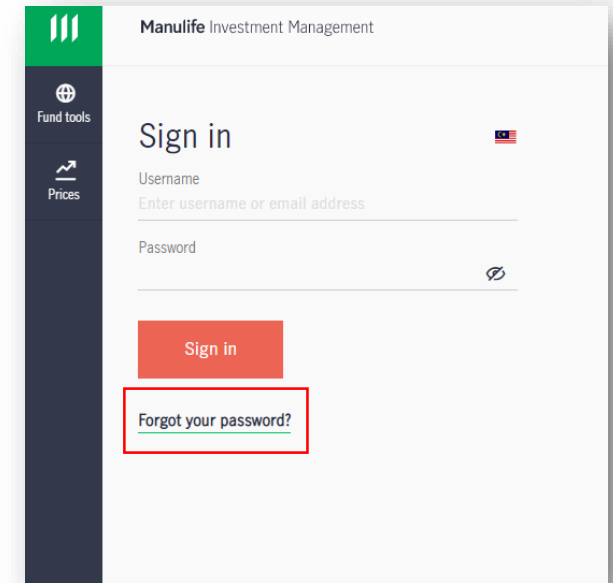 Manulife Investment Management
Fund tools
Prices
Sign in
Username
Enter username or email address
Password
Sign in
Forgot your password?